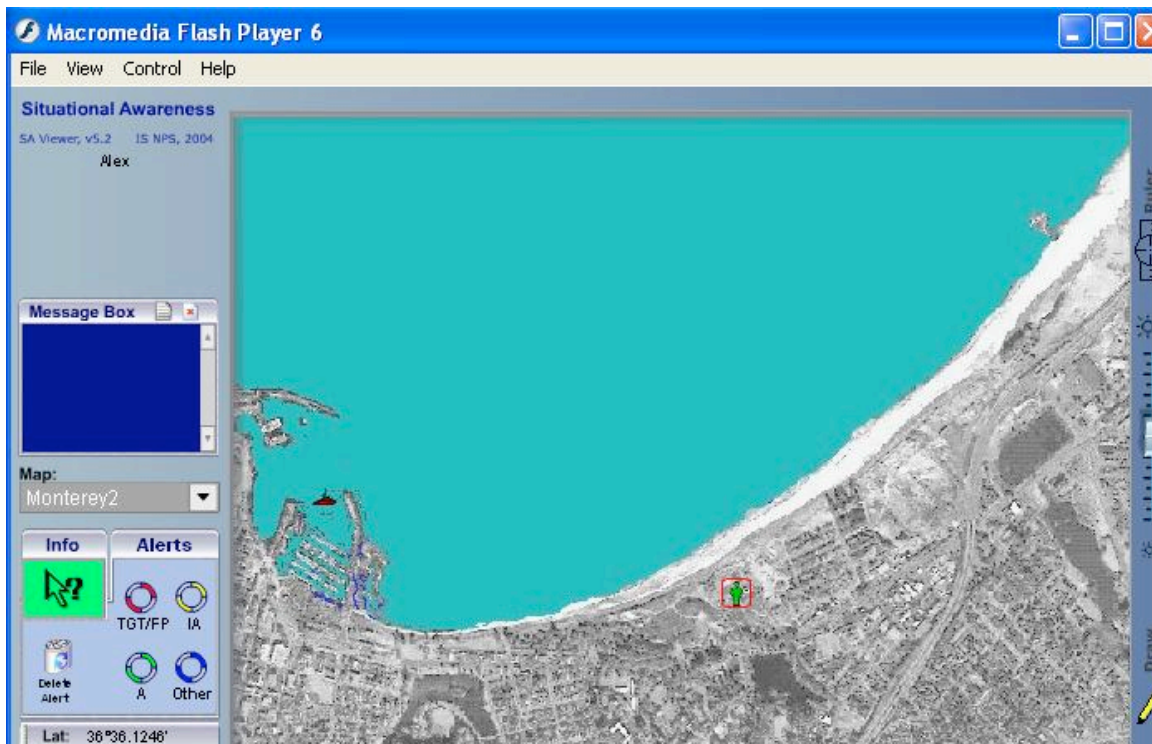 Macromedia Flash Player 6
File View Control Help
Situational Awareness
SA Viewer, v5.2 IS NPS, 2004
Alex
Message Box
Map:
Monterey2
Info Alerts
TGT/FP IA
Delete
Alert
A Other
Lat: 36°36.1246'
Ruler
Draw